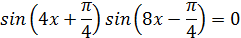 sin(4x + π/4) sin(8x − π/4) = 0